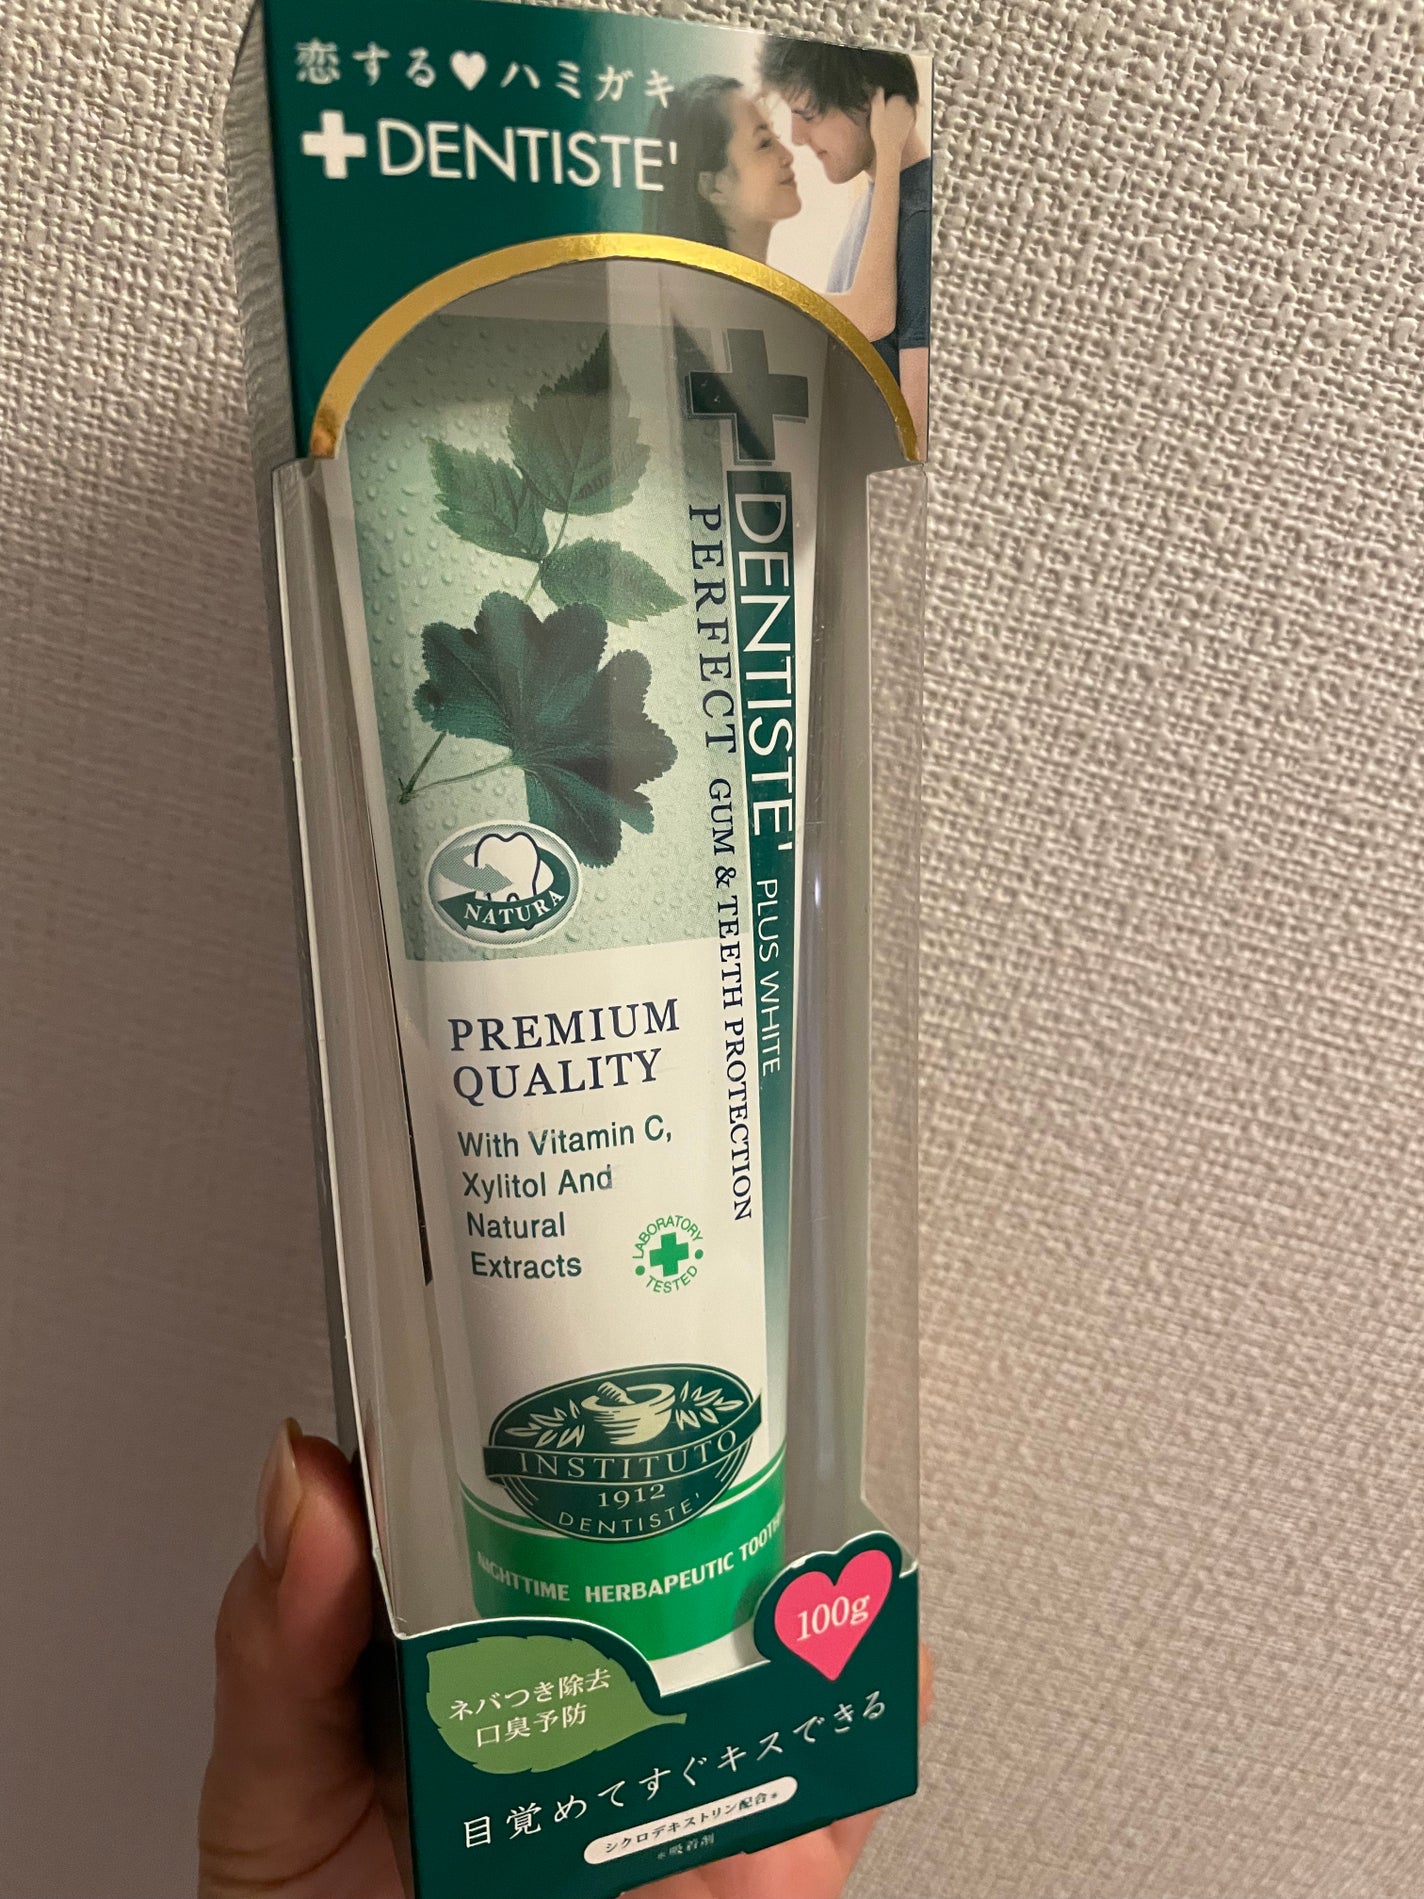 恋する♥ハミガキ
DENTISTE'
DENTISTE' PLUS WHITE
PERFECT GUM & TEETH PROTECTION
NATURA
PREMIUM
QUALITY
With Vitamin C,
Xylitol And
Natural
Extracts
LABORATORY
TESTED
INSTITUTO
1912
DENTISTE'
NIGHTTIME HERBAPEUTIC
100g
ネバつき除去
口臭予防
目覚めてすぐキスできる
シクロデキストリン配合※
※吸着剤